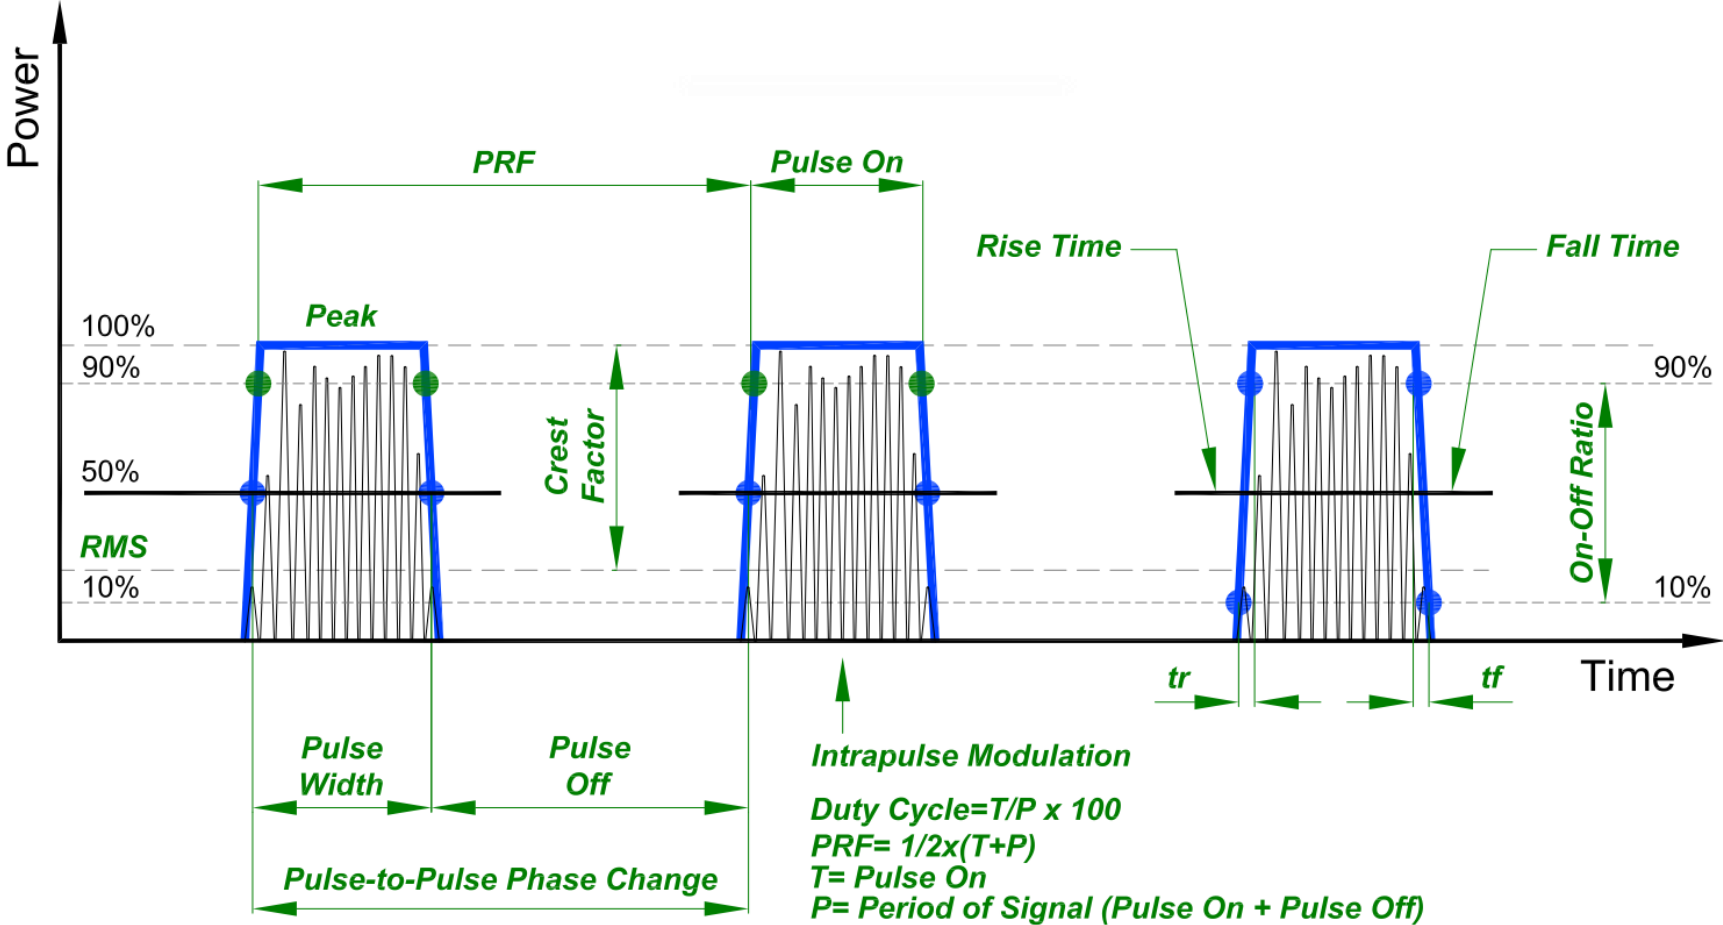 Power
PRF
Pulse On
Rise Time
Fall Time
Peak
100%
90%
90%
Crest
Factor
On-Off Ratio
50%
RMS
10%
10%
Time
tr
tf
Pulse
Width
Pulse
Off
Intrapulse Modulation
Duty Cycle=T/P x 100
PRF= 1/2x(T+P)
T= Pulse On
P= Period of Signal (Pulse On + Pulse Off)
Pulse-to-Pulse Phase Change